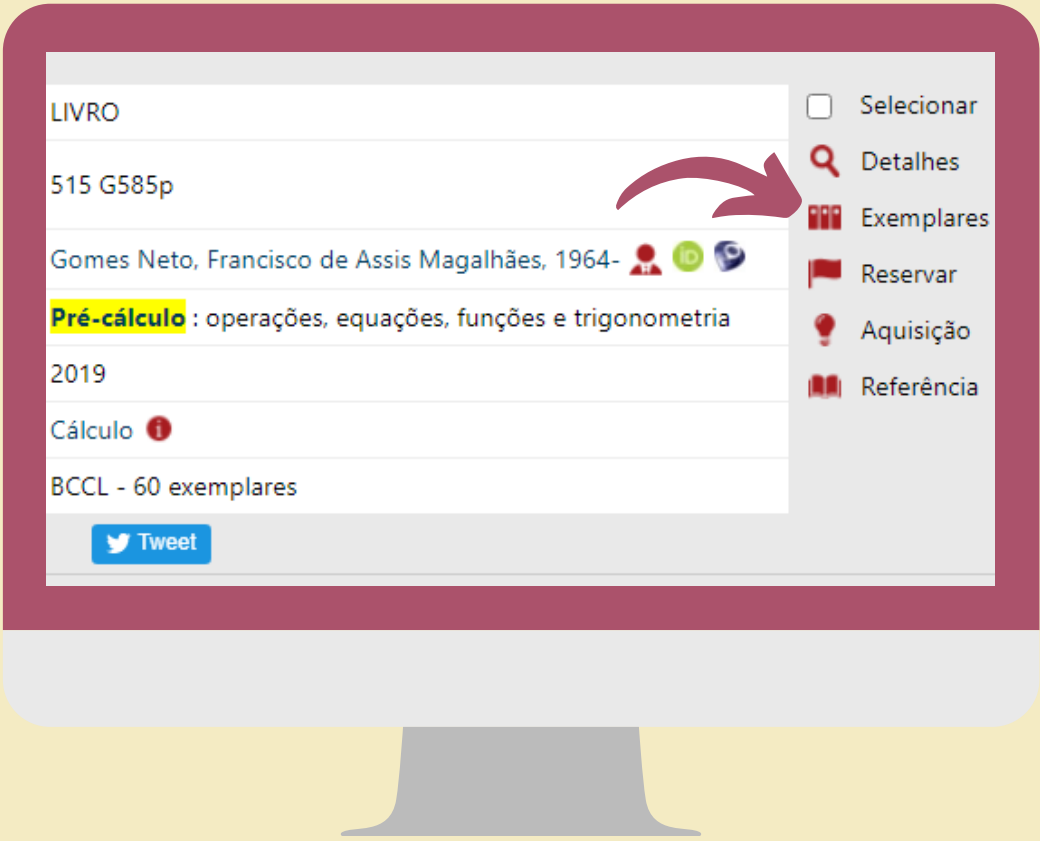 LIVRO
515 G585p
Gomes Neto, Francisco de Assis Magalhães, 1964- iD
Pré-cálculo : operações, equações, funções e trigonometria
2019
Cálculo i
BCCL - 60 exemplares
Tweet
Selecionar
Detalhes
Exemplares
Reservar
Aquisição
Referência